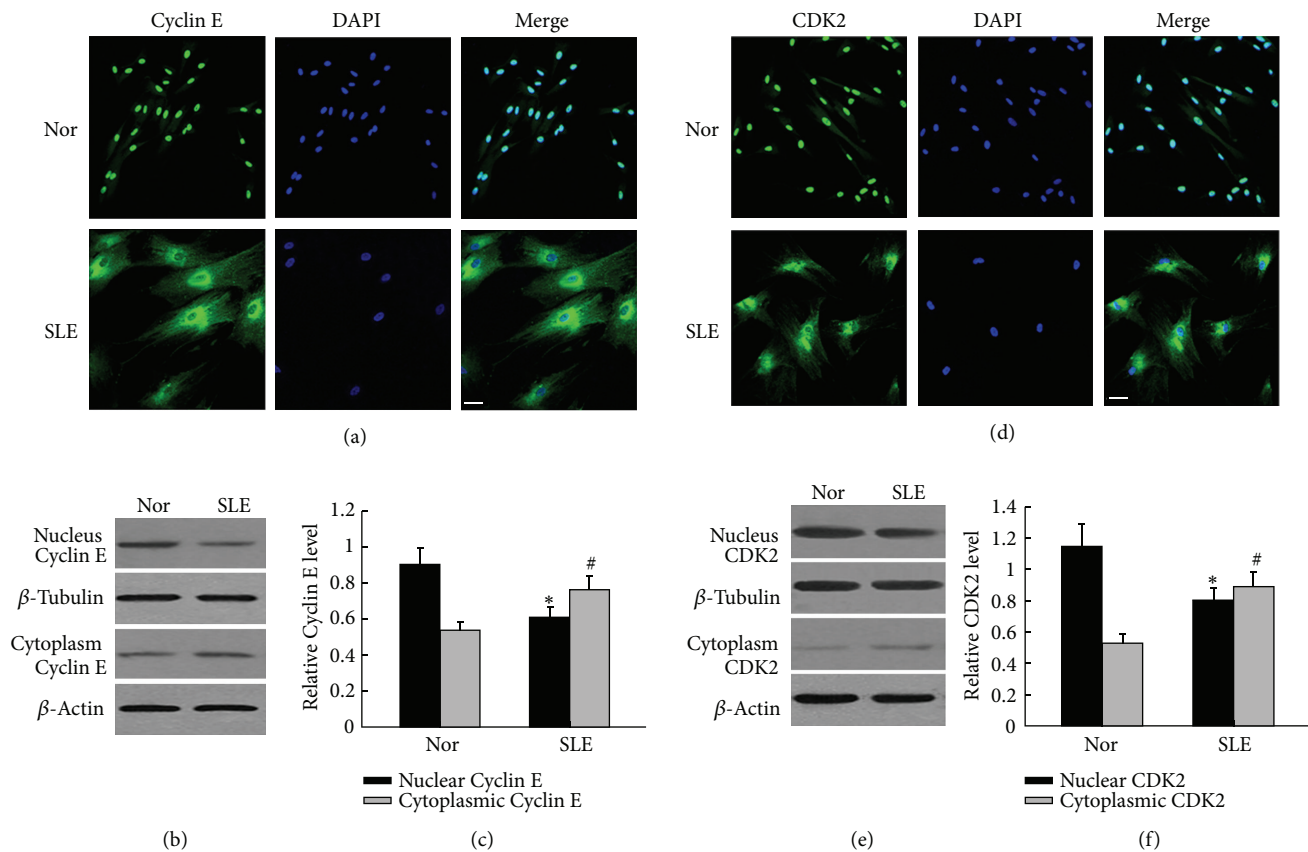 Cyclin E DAPI Merge
Nor
SLE
(a)
CDK2 DAPI Merge
Nor
SLE
(d)
Nor SLE
Nucleus
Cyclin E
β-Tubulin
Cytoplasm
Cyclin E
β-Actin
(b)
Relative Cyclin E level
1.2
1
0.8
0.6
0.4
0.2
0
*
#
Nor SLE
Nuclear Cyclin E
Cytoplasmic Cyclin E
(c)
Nor SLE
Nucleus
CDK2
β-Tubulin
Cytoplasm
CDK2
β-Actin
(e)
Relative CDK2 level
1.4
1.2
1
0.8
0.6
0.4
0.2
0
*
#
Nor SLE
Nuclear CDK2
Cytoplasmic CDK2
(f)